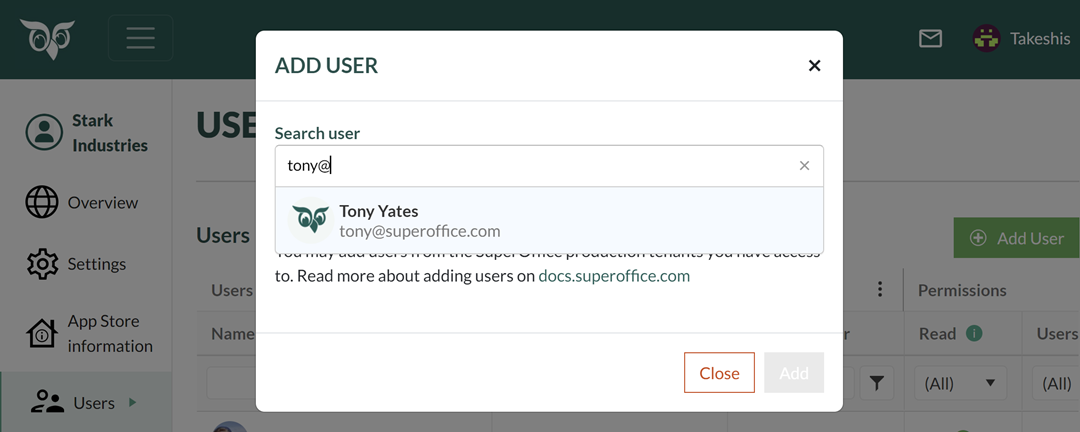 Takeshis
Stark
Industries
Overview
Settings
App Store
information
Users
USE
Users
Add User
Users
Permissions
Name
r
Read
Users
(All)
(All)
ADD USER
Search user
tony@
Tony Yates
tony@superoffice.com
You may add users from the SuperOffice production tenants you have access
to. Read more about adding users on docs.superoffice.com
Close
Add